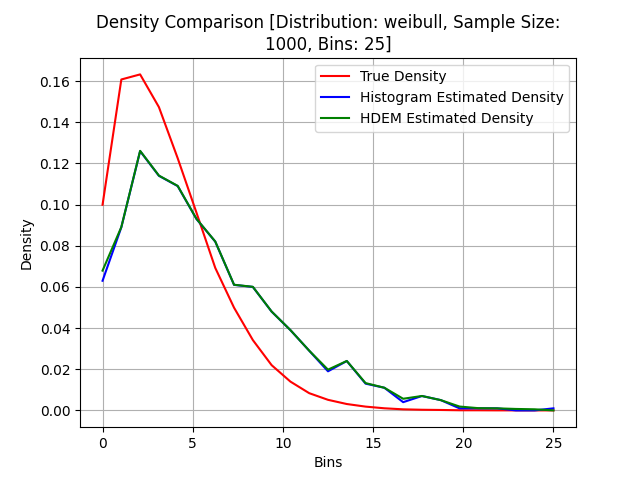 Density Comparison [Distribution: weibull, Sample Size:
1000, Bins: 25]
True Density
Histogram Estimated Density
HDEM Estimated Density
Density
0.16
0.14
0.12
0.10
0.08
0.06
0.04
0.02
0.00
0 5 10 15 20 25
Bins